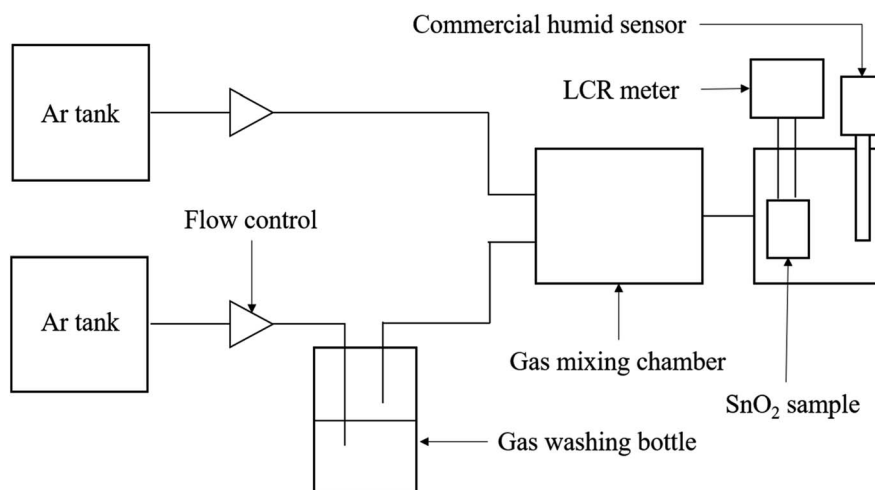 Commercial humid sensor
LCR meter
Ar tank
Flow control
Ar tank
Gas mixing chamber
SnO₂ sample
Gas washing bottle